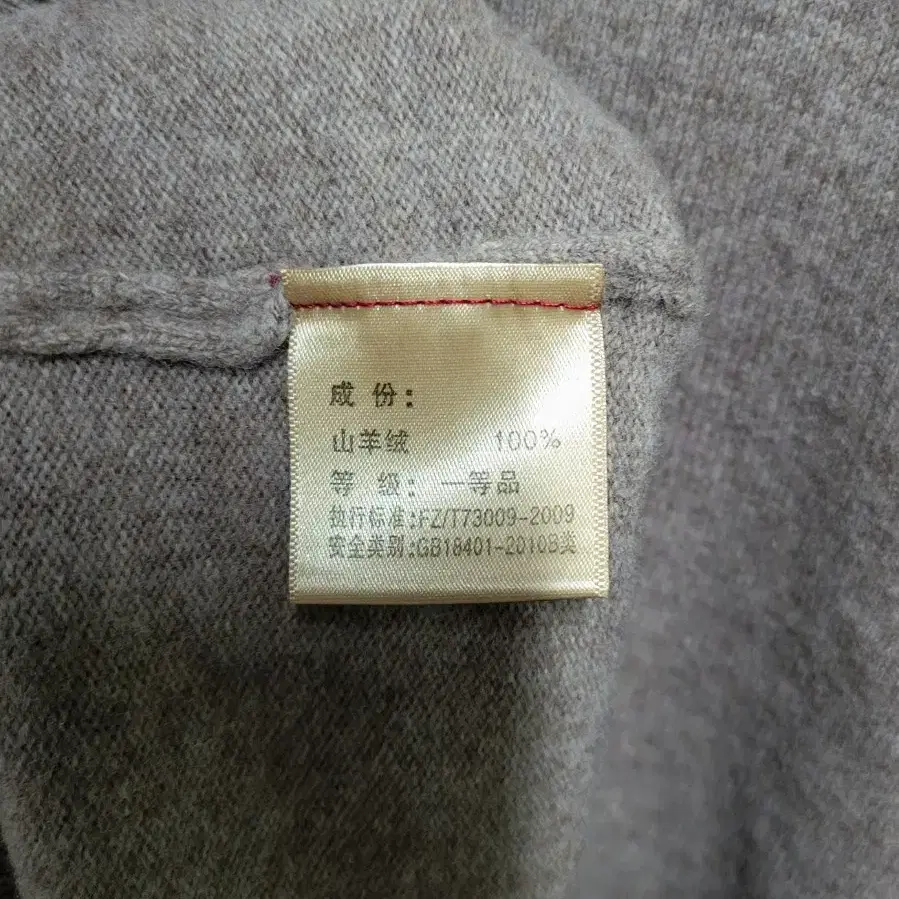 成 份：
山羊绒 100%
等 级： 一等品
执行标准:FZ/T73009-2009
安全类别:GB18401-2010B类